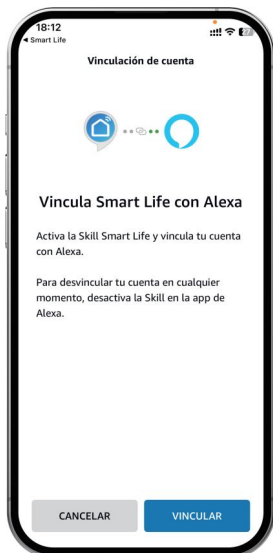 18:12
◀ Smart Life
Vinculación de cuenta
Vincula Smart Life con Alexa
Activa la Skill Smart Life y vincula tu cuenta
con Alexa.
Para desvincular tu cuenta en cualquier
momento, desactiva la Skill en la app de
Alexa.
CANCELAR
VINCULAR